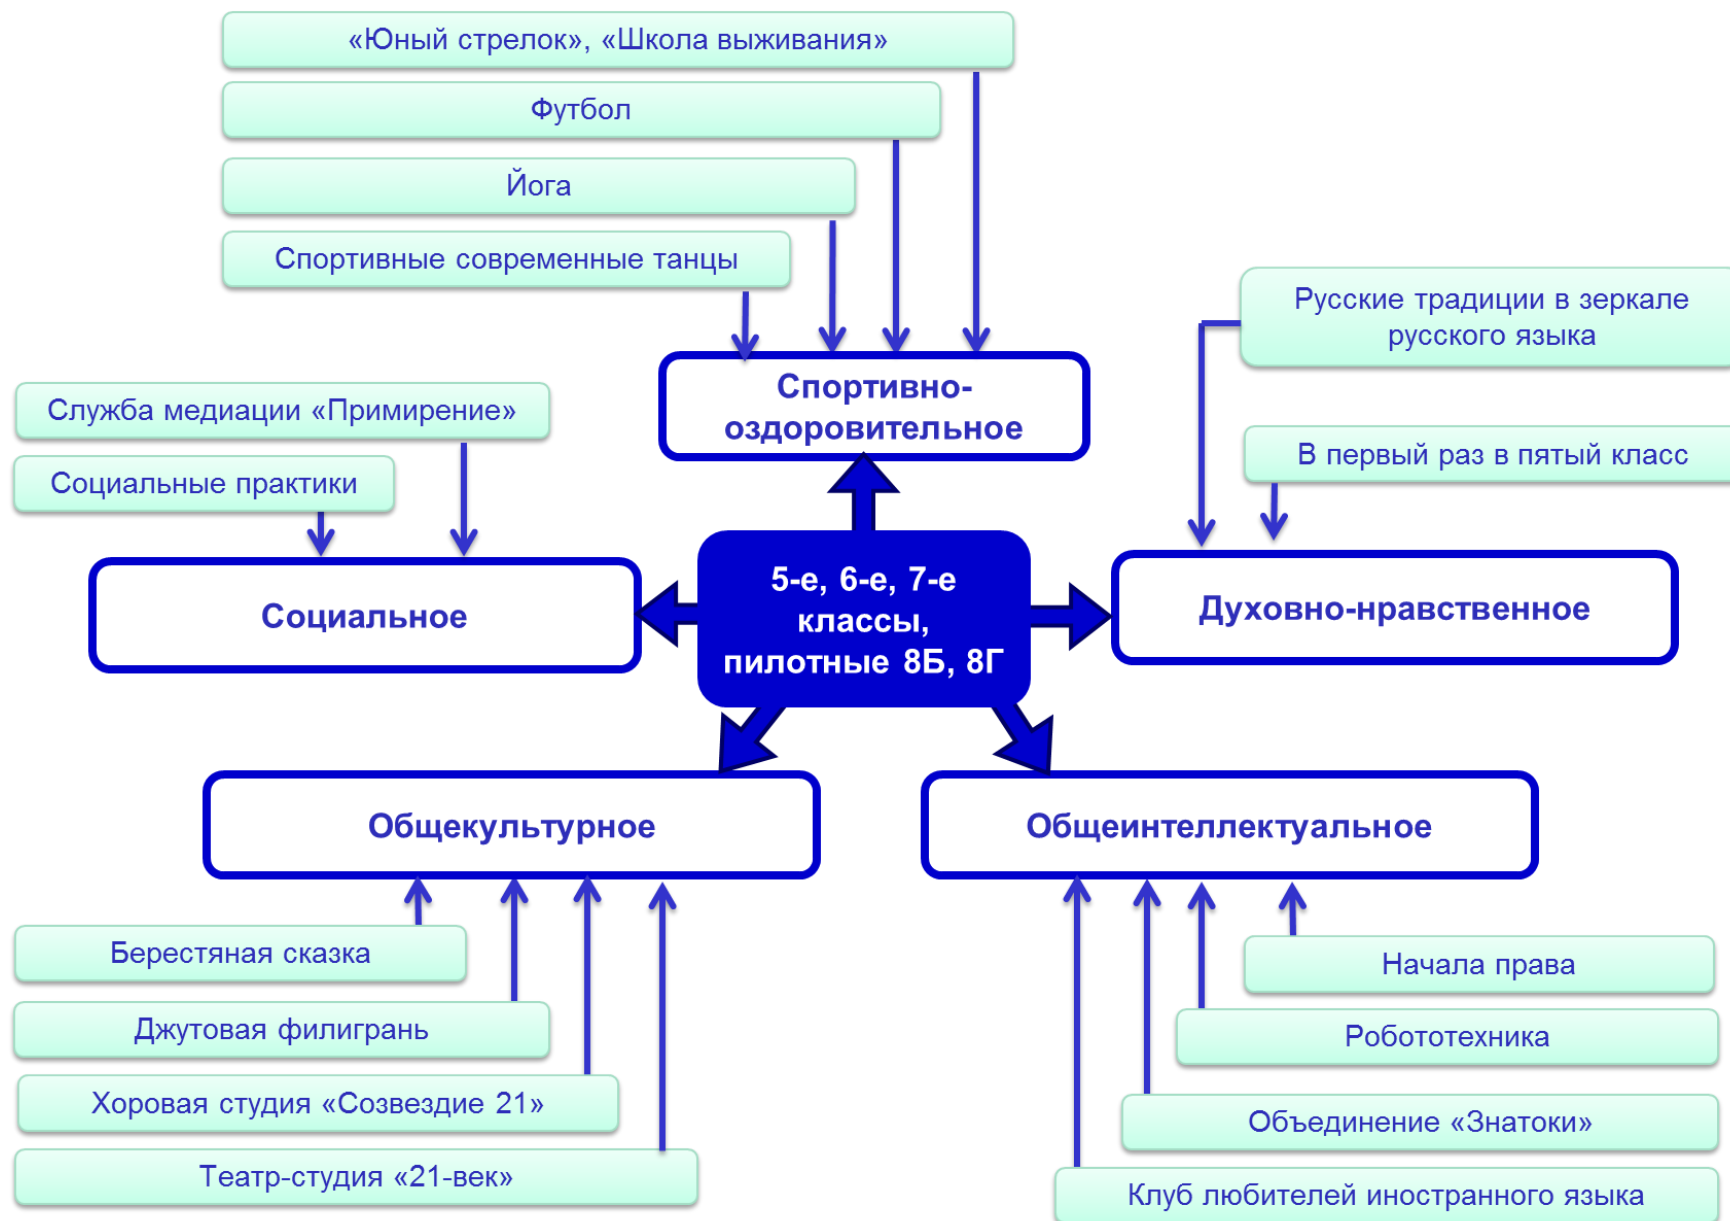 «Юный стрелок», «Школа выживания»
Футбол
Йога
Спортивные современные танцы
Русские традиции в зеркале
русского языка
Спортивно-
оздоровительное
Служба медиации «Примирение»
В первый раз в пятый класс
Социальные практики
5-е, 6-е, 7-е
классы,
пилотные 8Б, 8Г
Социальное
Духовно-нравственное
Общекультурное
Общеинтеллектуальное
Берестяная сказка
Начала права
Джутовая филигрань
Робототехника
Хоровая студия «Созвездие 21»
Объединение «Знатоки»
Театр-студия «21-век»
Клуб любителей иностранного языка